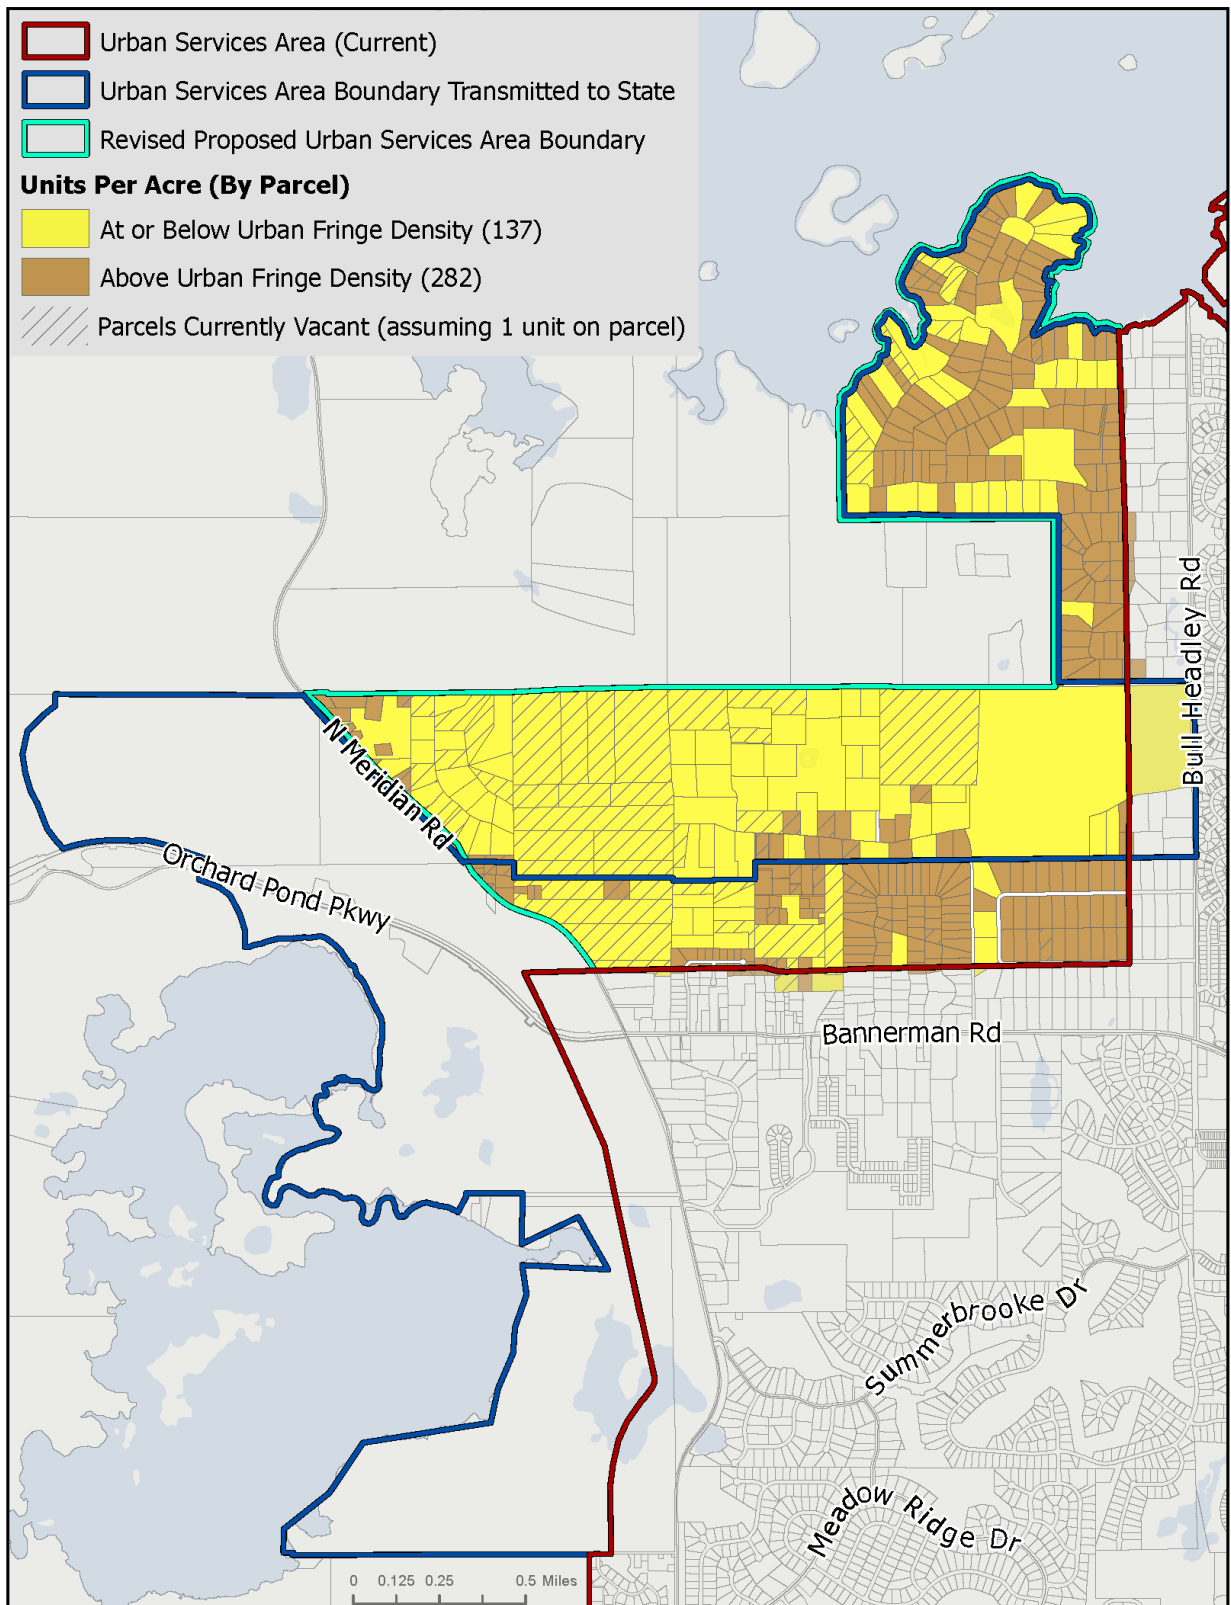 Urban Services Area (Current)
Urban Services Area Boundary Transmitted to State
Revised Proposed Urban Services Area Boundary
Units Per Acre (By Parcel)
At or Below Urban Fringe Density (137)
Above Urban Fringe Density (282)
Parcels Currently Vacant (assuming 1 unit on parcel)
Bull Headley Rd
N Meridian Rd
Orchard Pond Pkwy
Bannerman Rd
Summerbrooke Dr
Meadow Ridge Dr
0 0.125 0.25 0.5 Miles